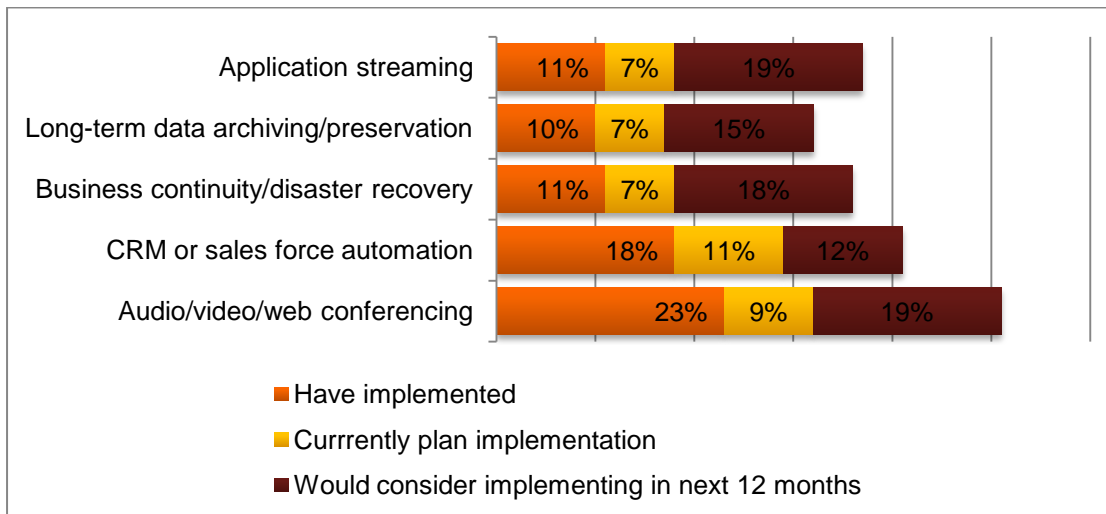 Application streaming
11% 7% 19%
Long-term data archiving/preservation
10% 7% 15%
Business continuity/disaster recovery
11% 7% 18%
CRM or sales force automation
18% 11% 12%
Audio/video/web conferencing
23% 9% 19%
Have implemented
Currrently plan implementation
Would consider implementing in next 12 months